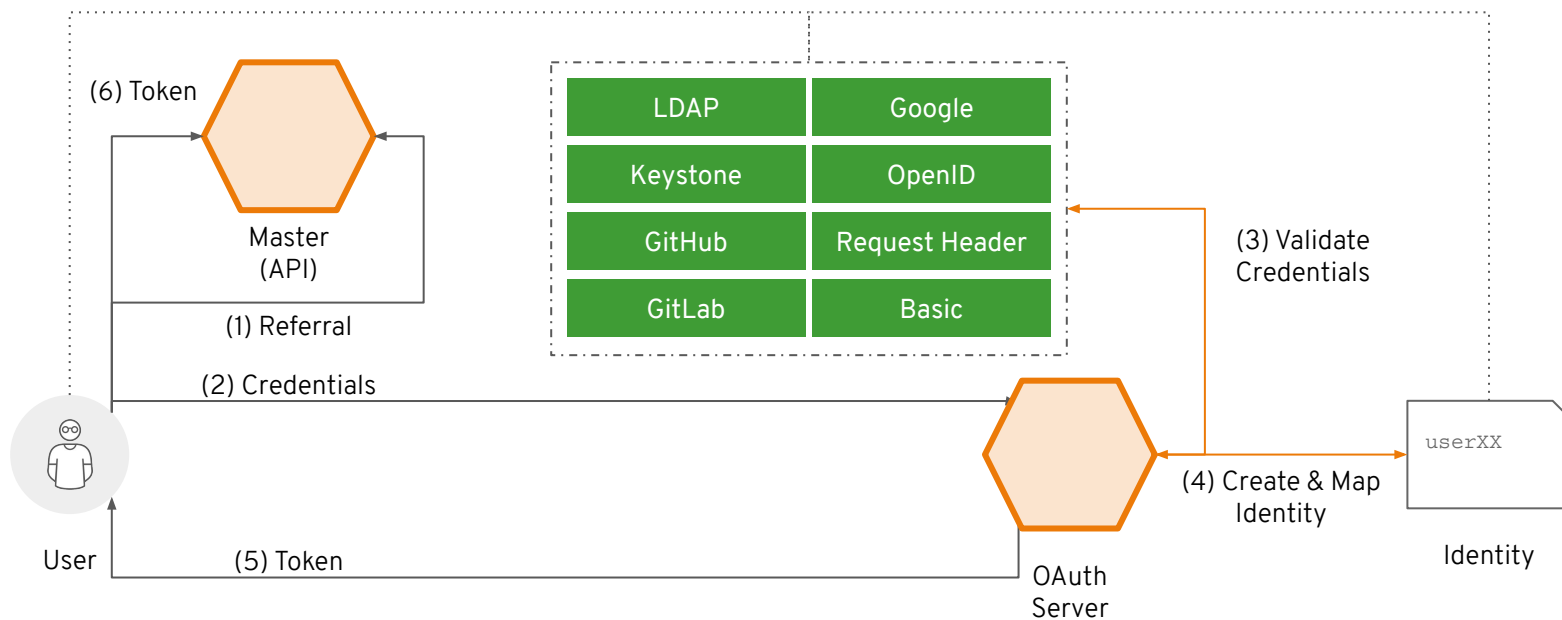 (6) Token
LDAP
Google
Keystone
OpenID
GitHub
Request Header
GitLab
Basic
Master
(API)
(3) Validate
Credentials
(1) Referral
(2) Credentials
userXX
(4) Create & Map
Identity
User
(5) Token
OAuth
Server
Identity